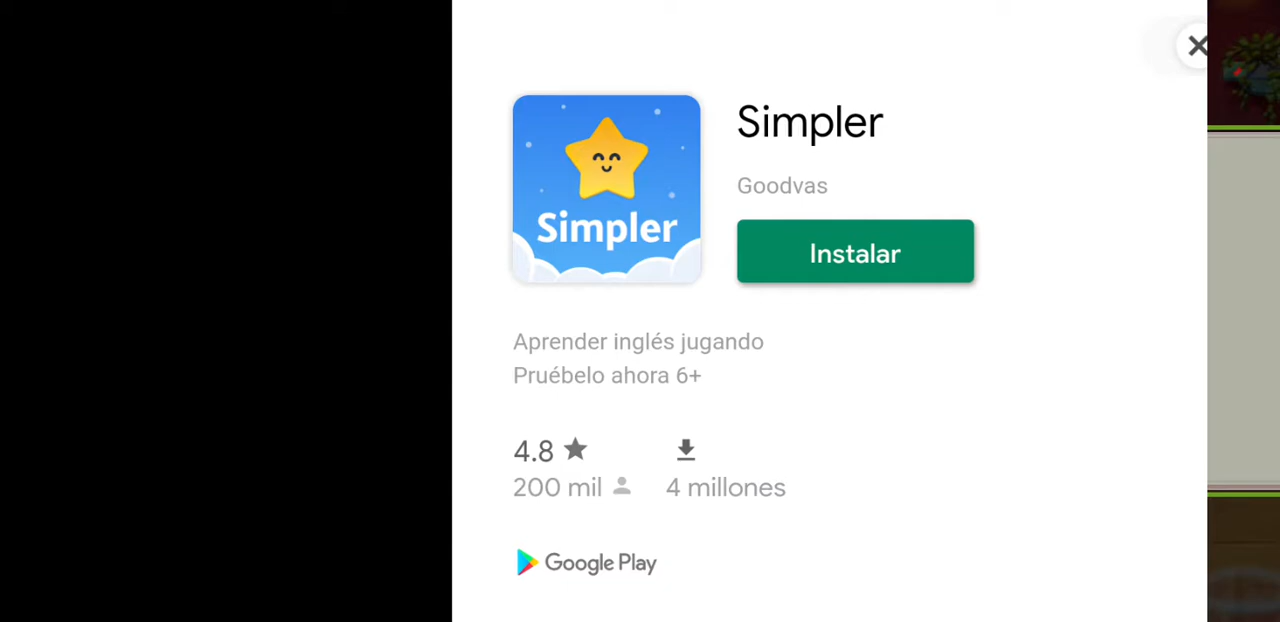 Simpler
Goodvas
Simpler
Instalar
Aprender inglés jugando
Pruébelo ahora 6+
4.8
200 mil
4 millones
Google Play